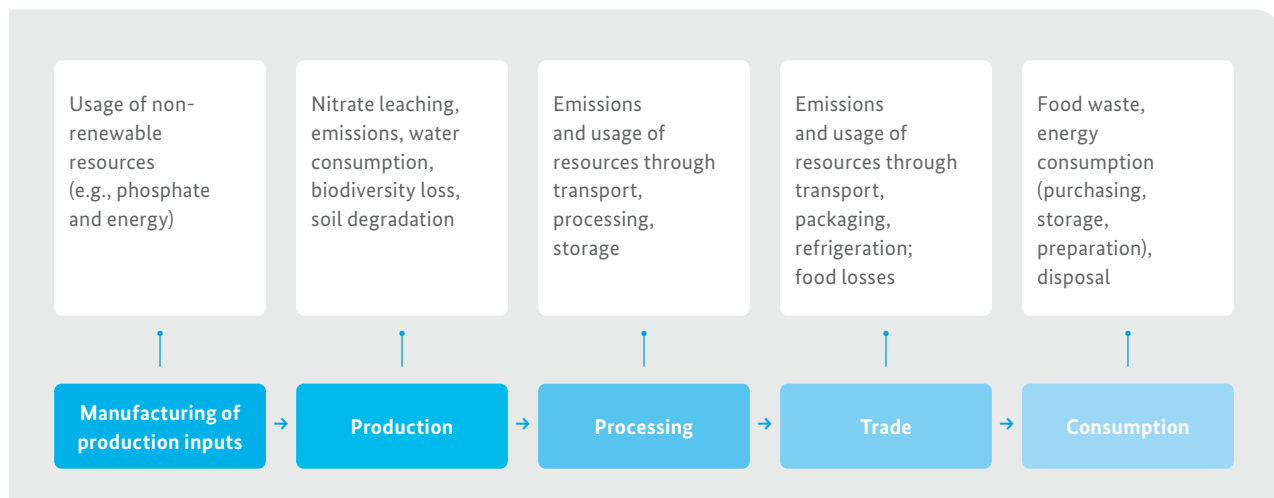 Usage of non-
renewable
resources
(e.g., phosphate
and energy)
Nitrate leaching,
emissions, water
consumption,
biodiversity loss,
soil degradation
Emissions
and usage of
resources through
transport,
processing,
storage
Emissions
and usage of
resources through
transport,
packaging,
refrigeration;
food losses
Food waste,
energy
consumption
(purchasing,
storage,
preparation),
disposal
Manufacturing of
production inputs
Production
Processing
Trade
Consumption